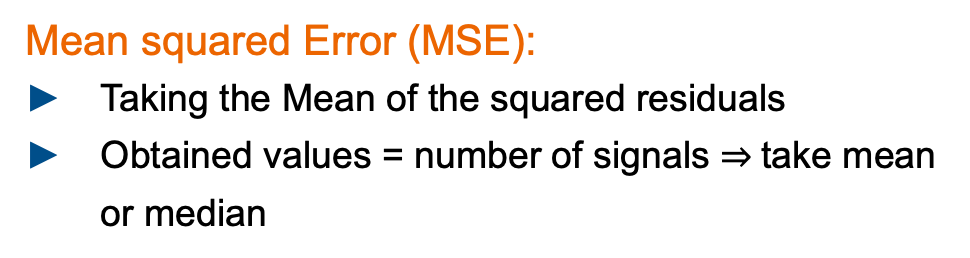 Mean squared Error (MSE):
► Taking the Mean of the squared residuals
► Obtained values = number of signals ⇒ take mean
or median